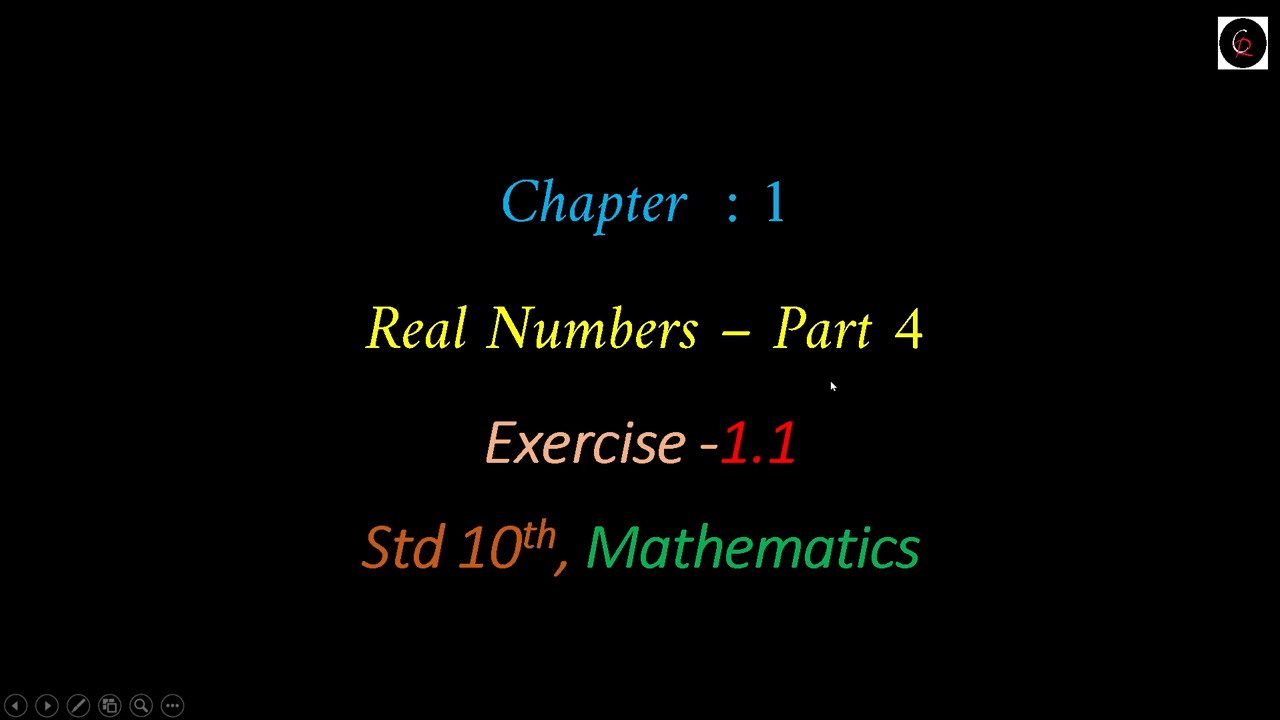 Chapter : 1
Real Numbers – Part 4
Exercise -1.1
Std 10th, Mathematics